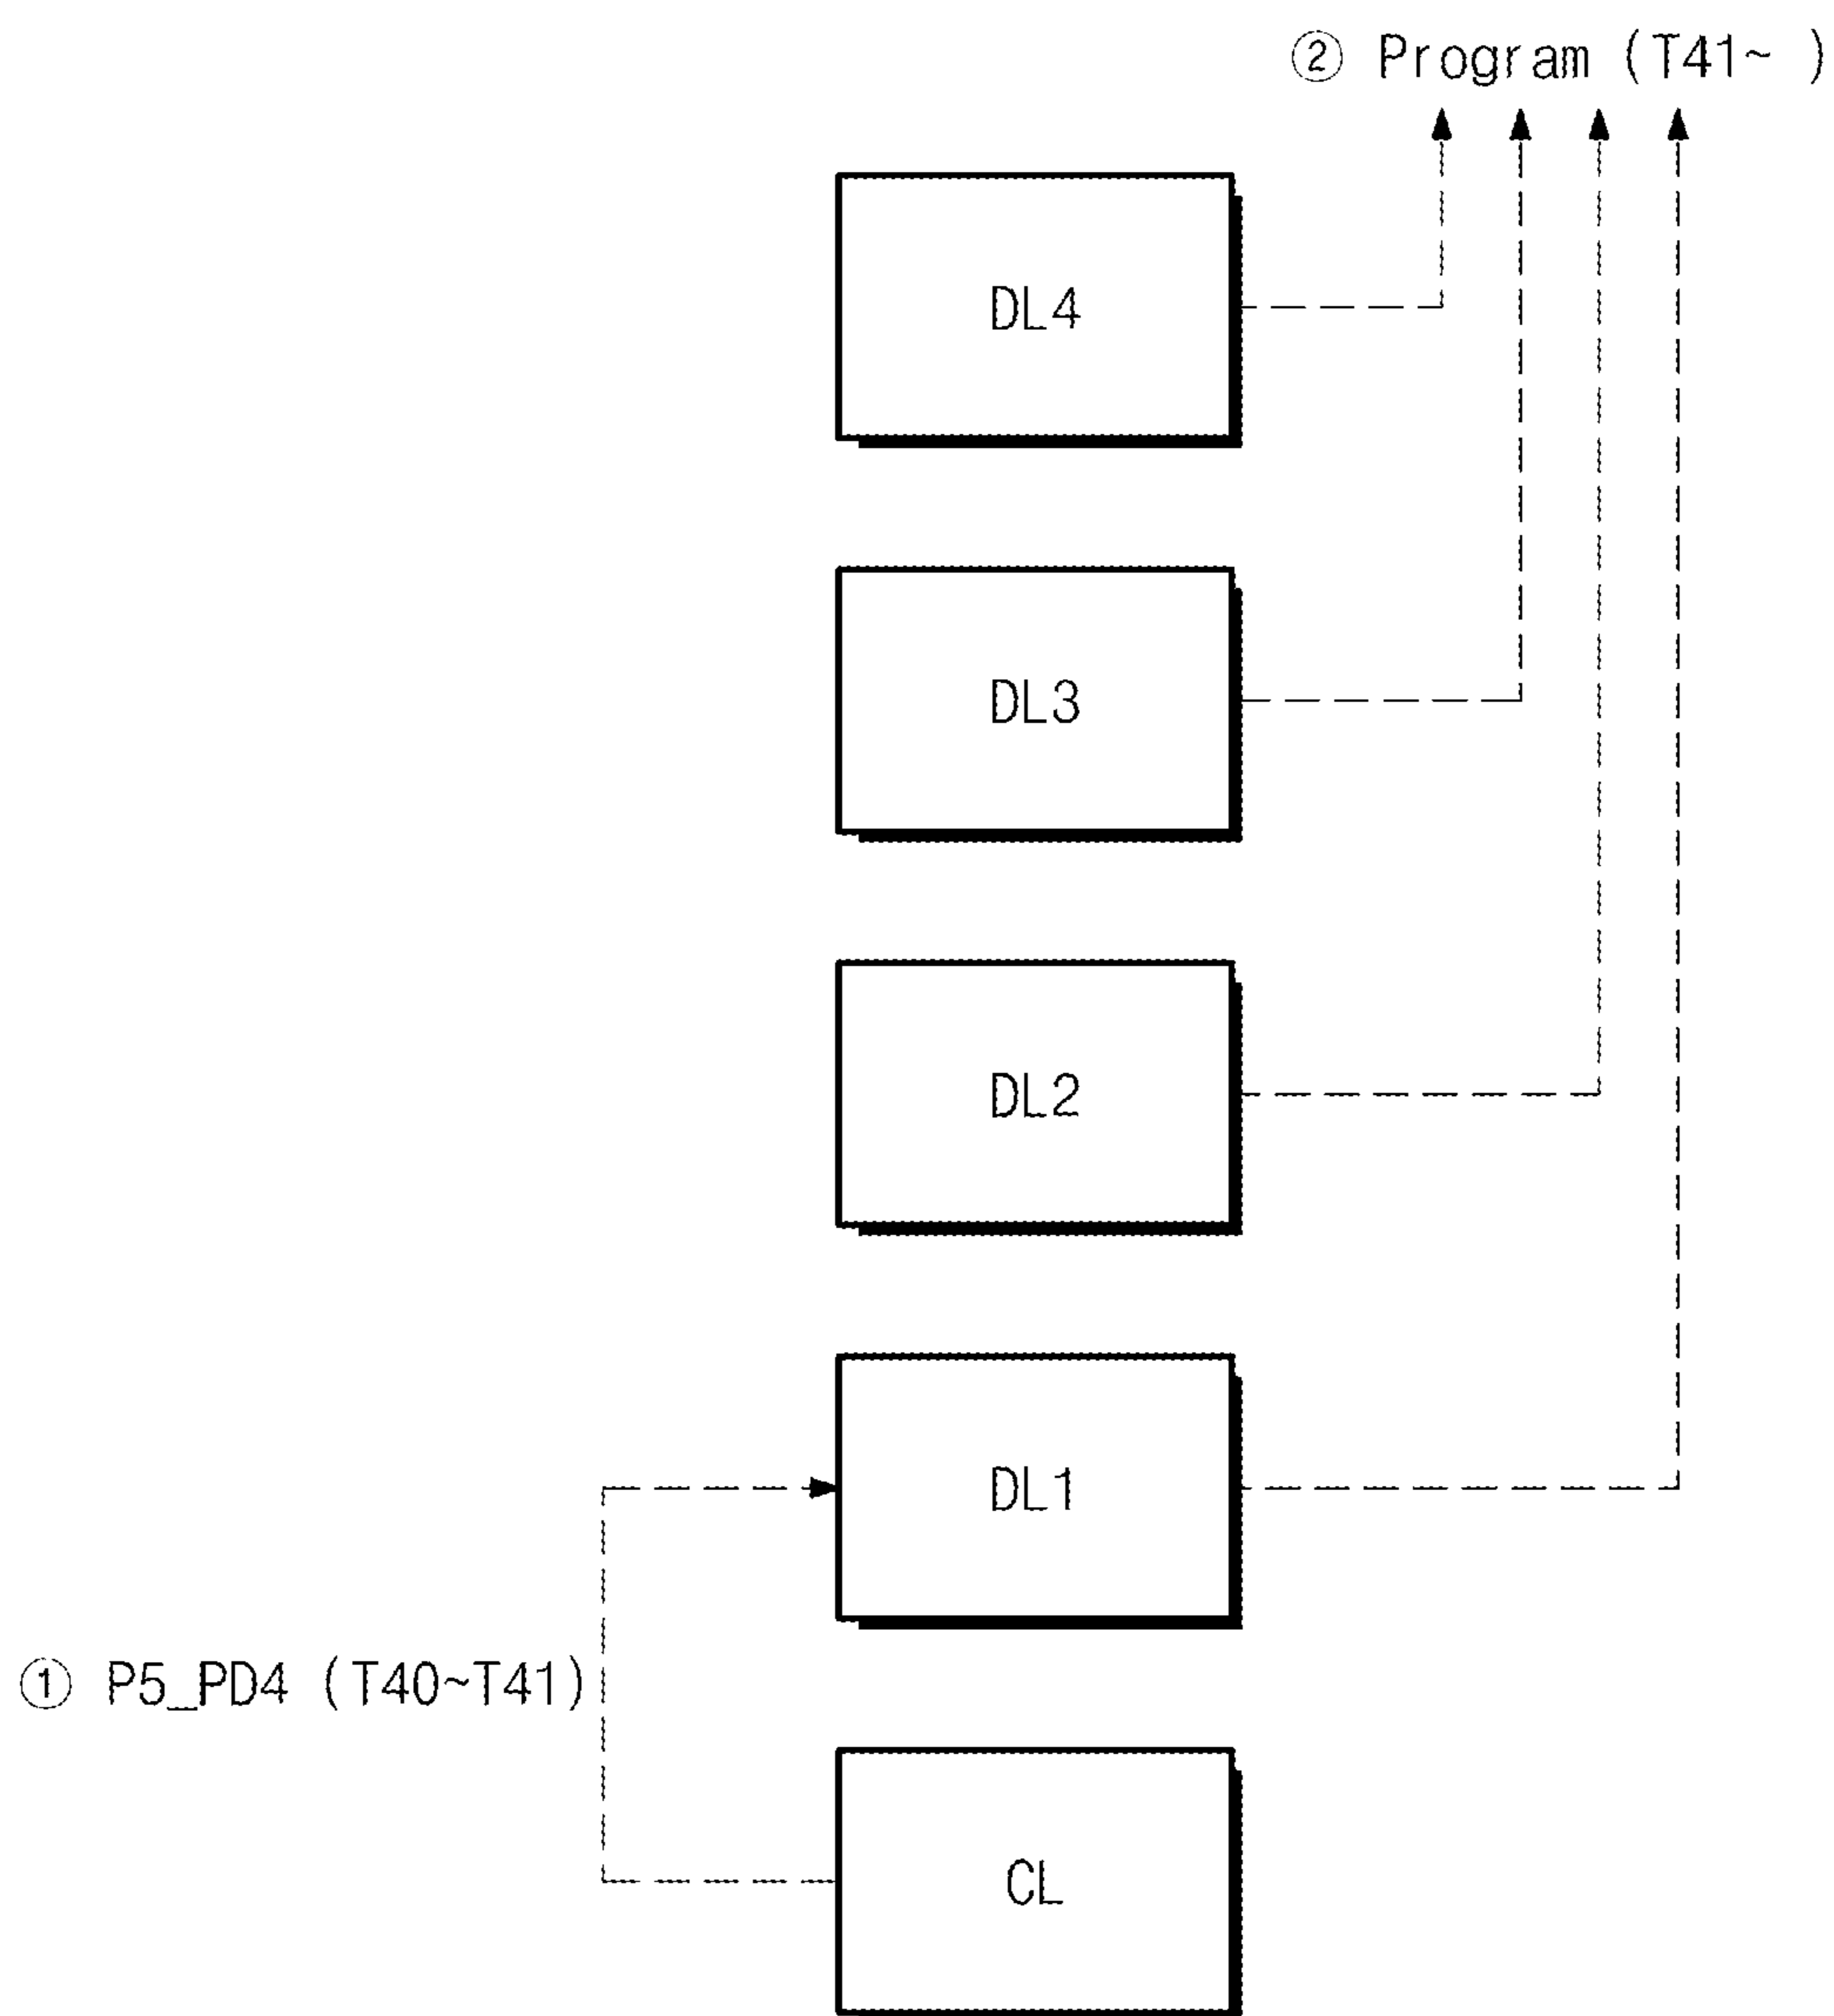 ② Program (T41~ )
DL4
DL3
DL2
DL1
① P5_PD4 (T40~T41)
CL